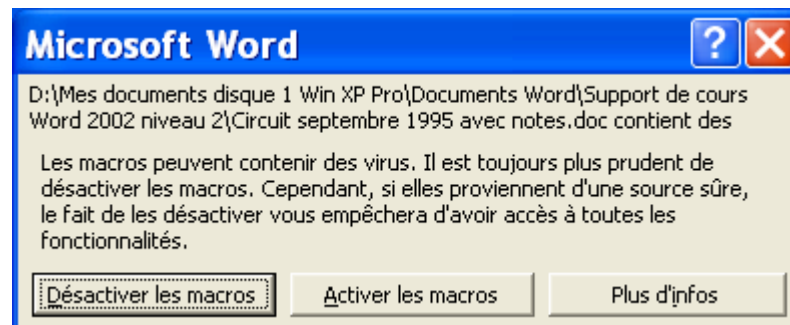 Microsoft Word
D:\Mes documents disque 1 Win XP Pro\Documents Word\Support de cours
Word 2002 niveau 2\Circuit septembre 1995 avec notes.doc contient des
Les macros peuvent contenir des virus. Il est toujours plus prudent de
désactiver les macros. Cependant, si elles proviennent d'une source sûre,
le fait de les désactiver vous empêchera d'avoir accès à toutes les
fonctionnalités.
Désactiver les macros Activer les macros Plus d'infos